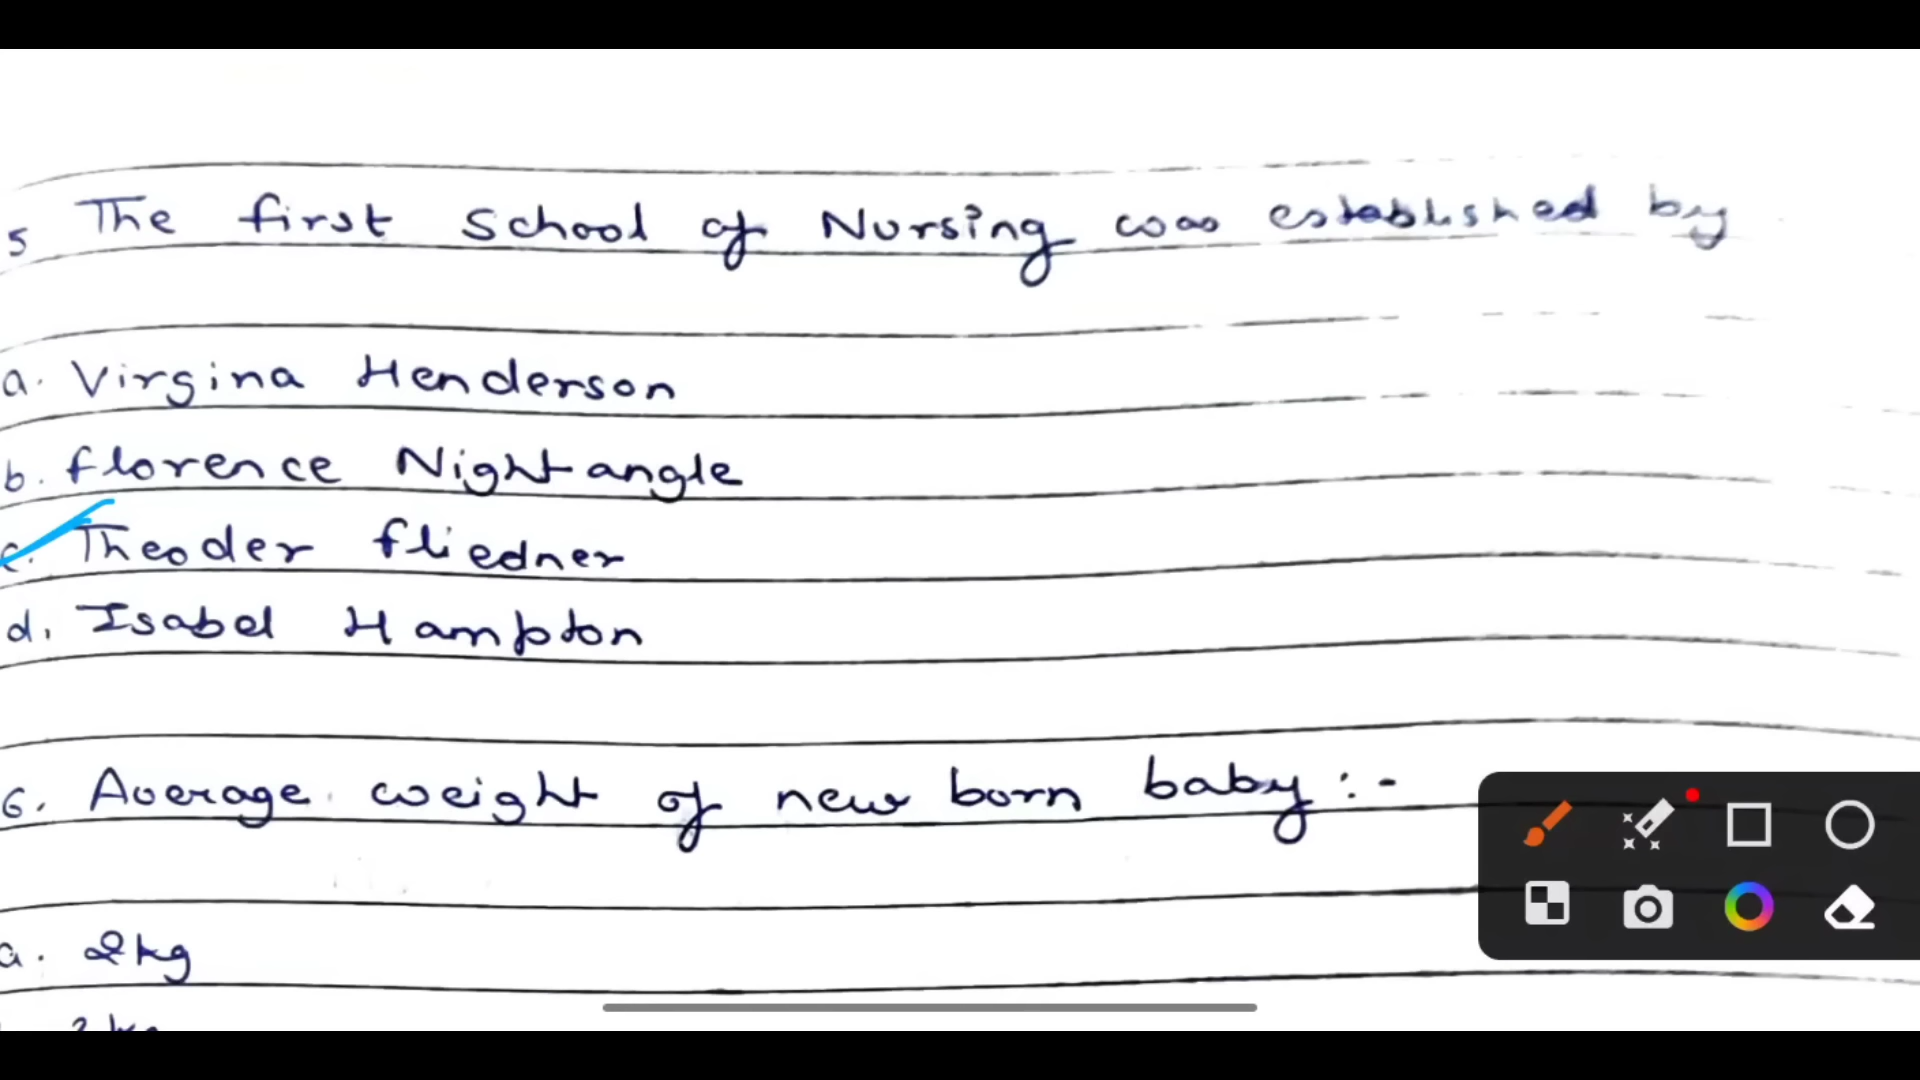 5 The first School of Nursing was established by
a. Virgina Henderson
b. florence Nightangle
c. Theoder fliedner
d. Isabel Hampton
6. Average weight of new born baby :-
a. 2kg